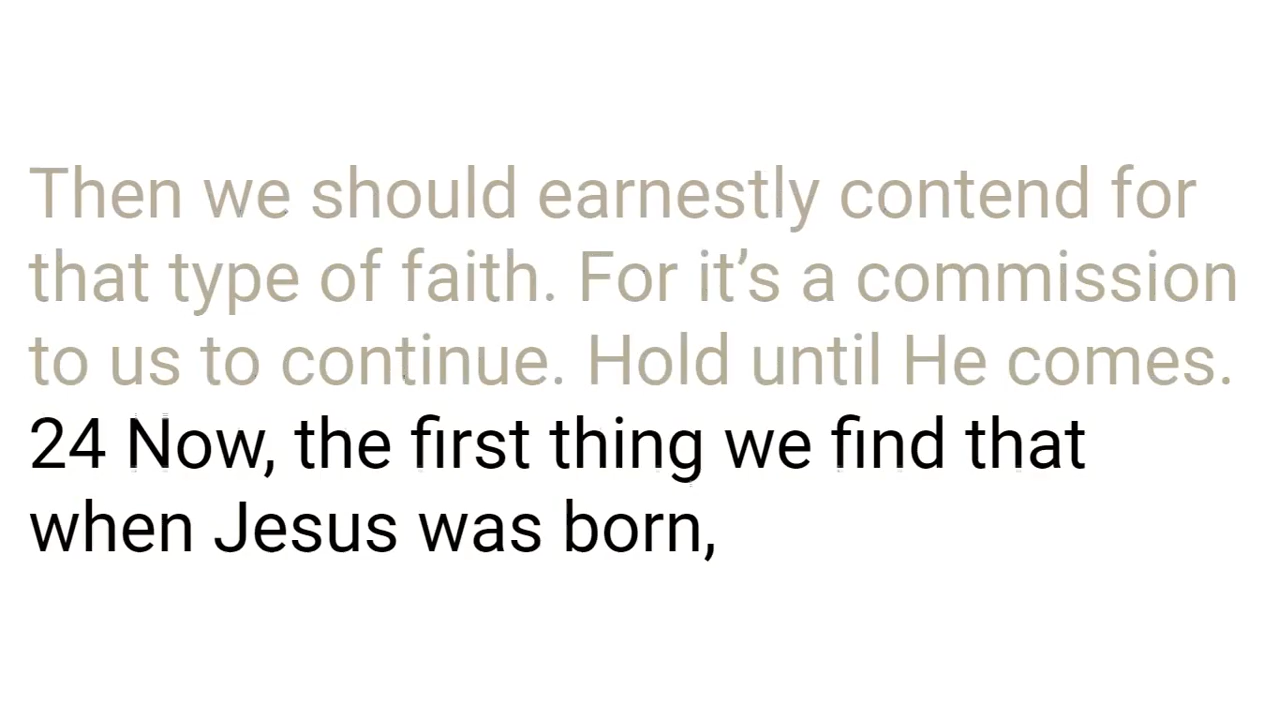 Then we should earnestly contend for
that type of faith. For it’s a commission
to us to continue. Hold until He comes.
24 Now, the first thing we find that
when Jesus was born,